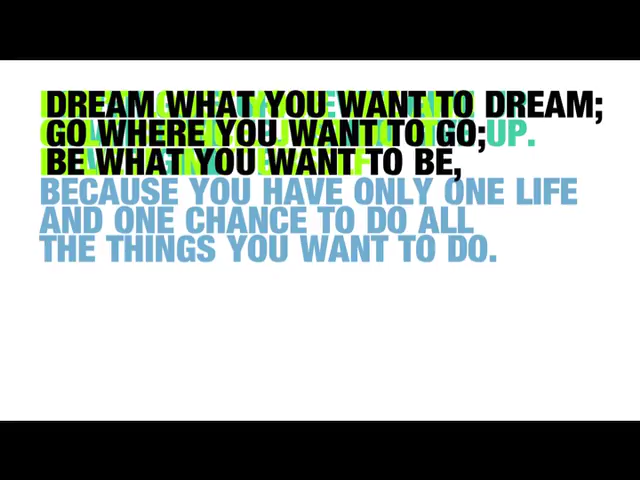 DREAM WHAT YOU WANT TO DREAM;
GO WHERE YOU WANT TO GO;UP.
BE WHAT YOU WANT TO BE,
BECAUSE YOU HAVE ONLY ONE LIFE
AND ONE CHANCE TO DO ALL
THE THINGS YOU WANT TO DO.